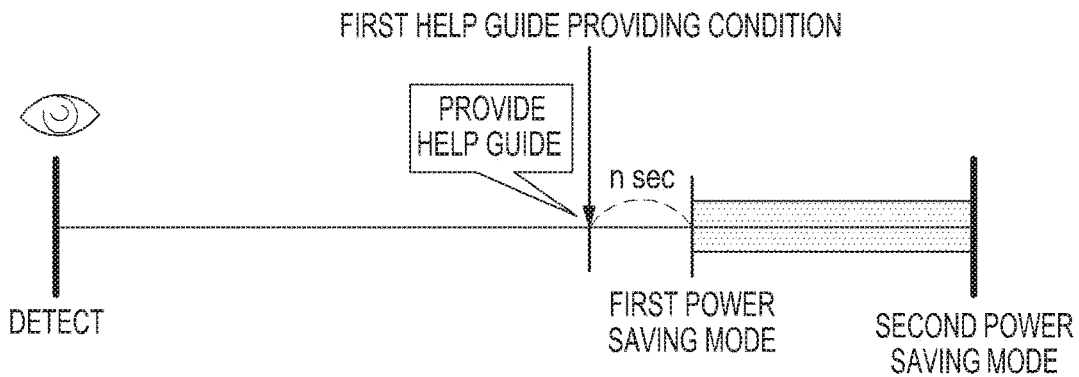 FIRST HELP GUIDE PROVIDING CONDITION
PROVIDE
HELP GUIDE
n sec
DETECT
FIRST POWER
SAVING MODE
SECOND POWER
SAVING MODE